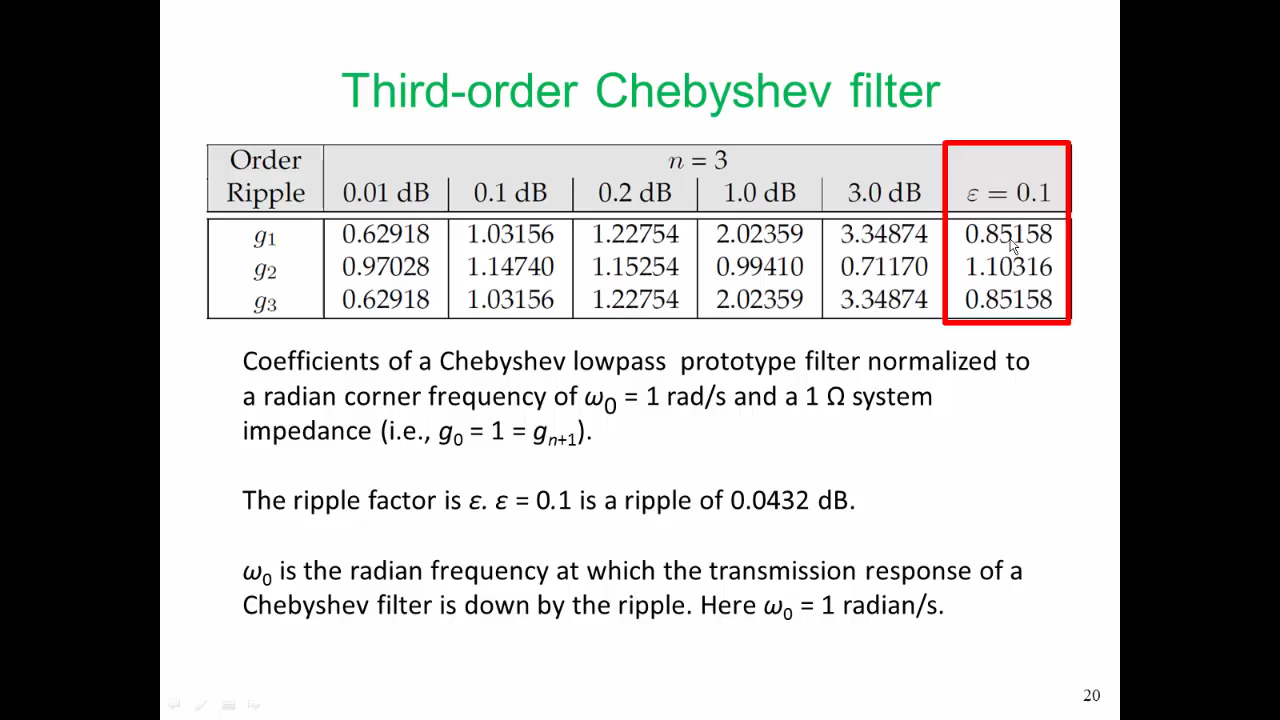 Third-order Chebyshev filter
Order n = 3
Ripple 0.01 dB 0.1 dB 0.2 dB 1.0 dB 3.0 dB ε = 0.1
g1 0.62918 1.03156 1.22754 2.02359 3.34874 0.85158
g2 0.97028 1.14740 1.15254 0.99410 0.71170 1.10316
g3 0.62918 1.03156 1.22754 2.02359 3.34874 0.85158
Coefficients of a Chebyshev lowpass prototype filter normalized to
a radian corner frequency of ω0 = 1 rad/s and a 1 Ω system
impedance (i.e., g0 = 1 = gn+1).
The ripple factor is ε. ε = 0.1 is a ripple of 0.0432 dB.
ω0 is the radian frequency at which the transmission response of a
Chebyshev filter is down by the ripple. Here ω0 = 1 radian/s.
20